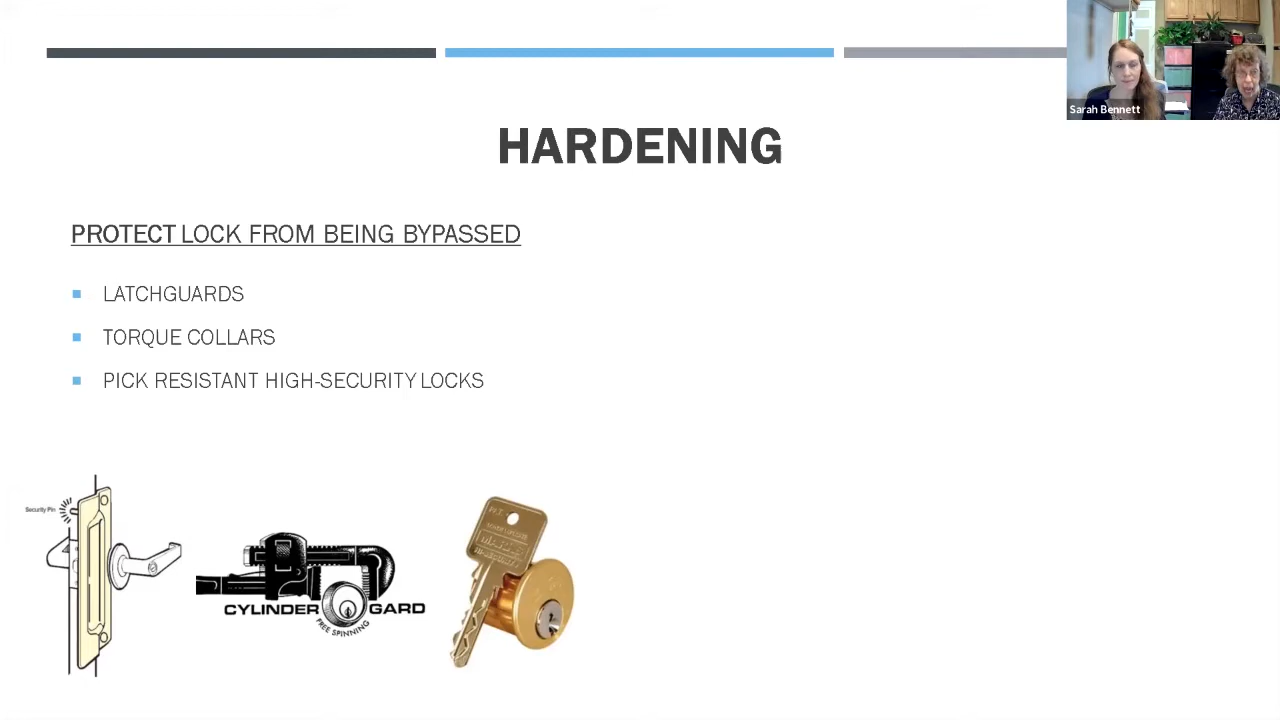 Sarah Bennett
HARDENING
PROTECT LOCK FROM BEING BYPASSED
LATCHGUARDS
TORQUE COLLARS
PICK RESISTANT HIGH-SECURITY LOCKS
Security Pin
CYLINDER GARD
FREE SPINNING